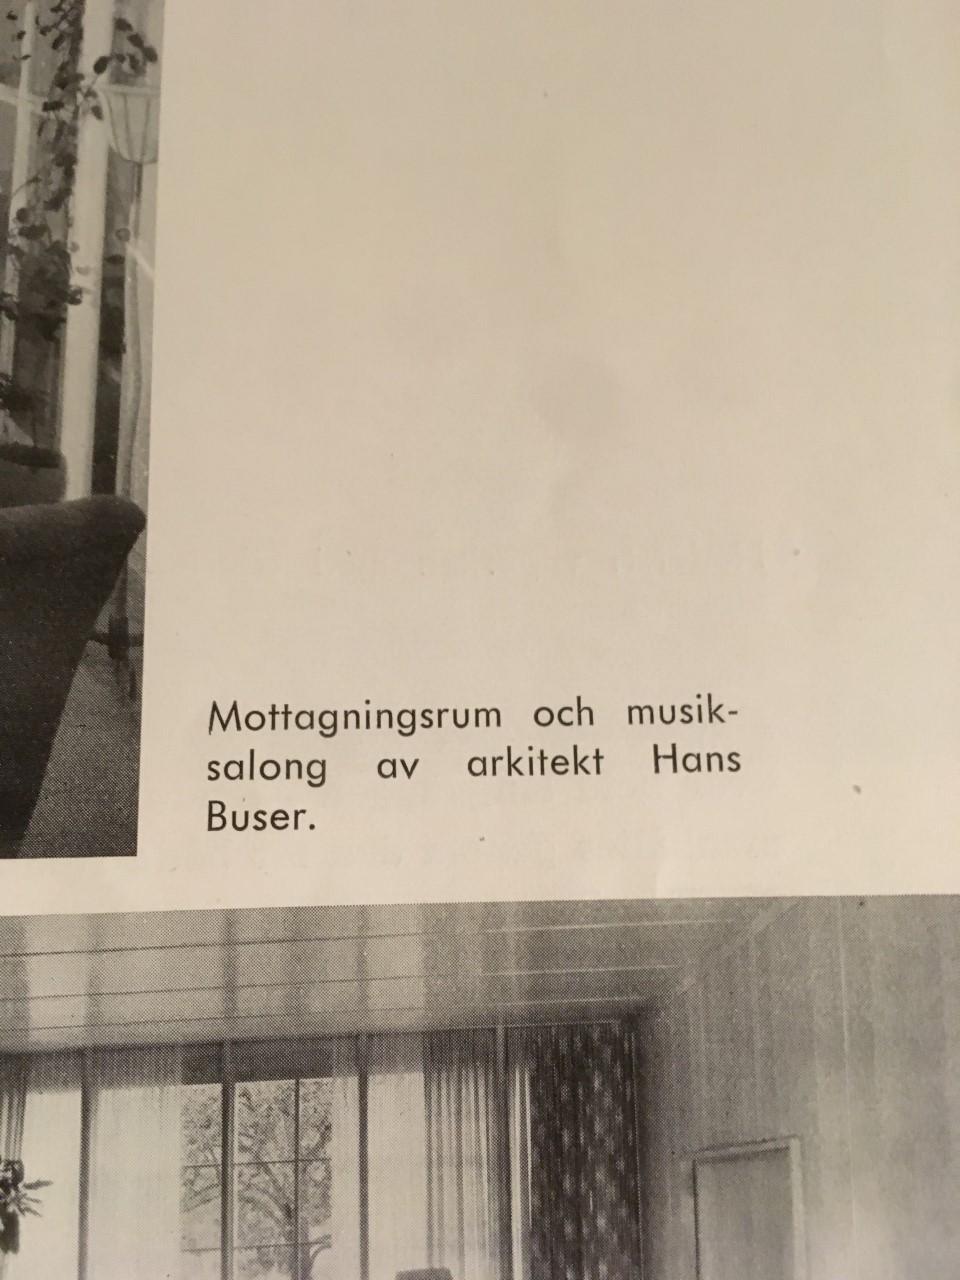 Mottagningsrum och musik-
salong av arkitekt Hans
Buser.